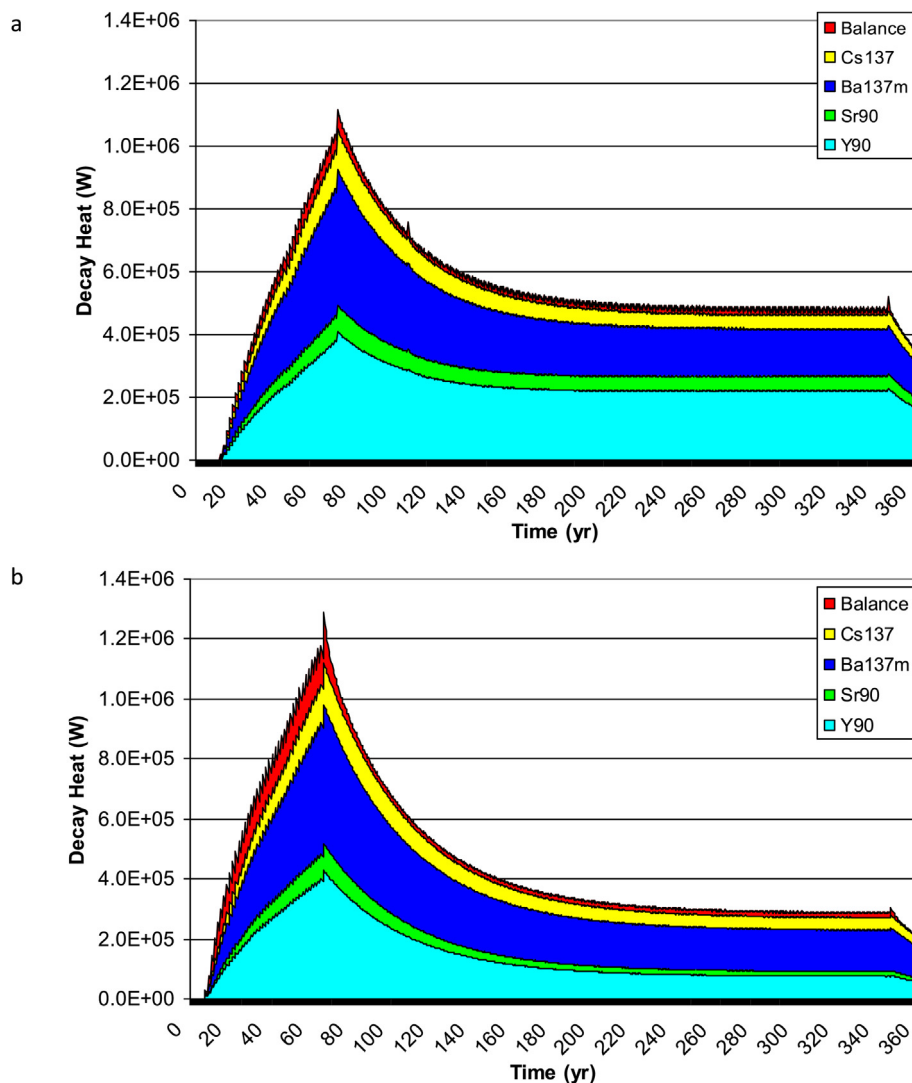 a
1.4E+06
1.2E+06
1.0E+06
8.0E+05
6.0E+05
4.0E+05
2.0E+05
0.0E+00
Decay Heat (W)
Balance
Cs137
Ba137m
Sr90
Y90
0 20 40 60 80 100 120 140 160 180 200 220 240 260 280 300 320 340 360
Time (yr)
b
1.4E+06
1.2E+06
1.0E+06
8.0E+05
6.0E+05
4.0E+05
2.0E+05
0.0E+00
Decay Heat (W)
Balance
Cs137
Ba137m
Sr90
Y90
0 20 40 60 80 100 120 140 160 180 200 220 240 260 280 300 320 340 360
Time (yr)